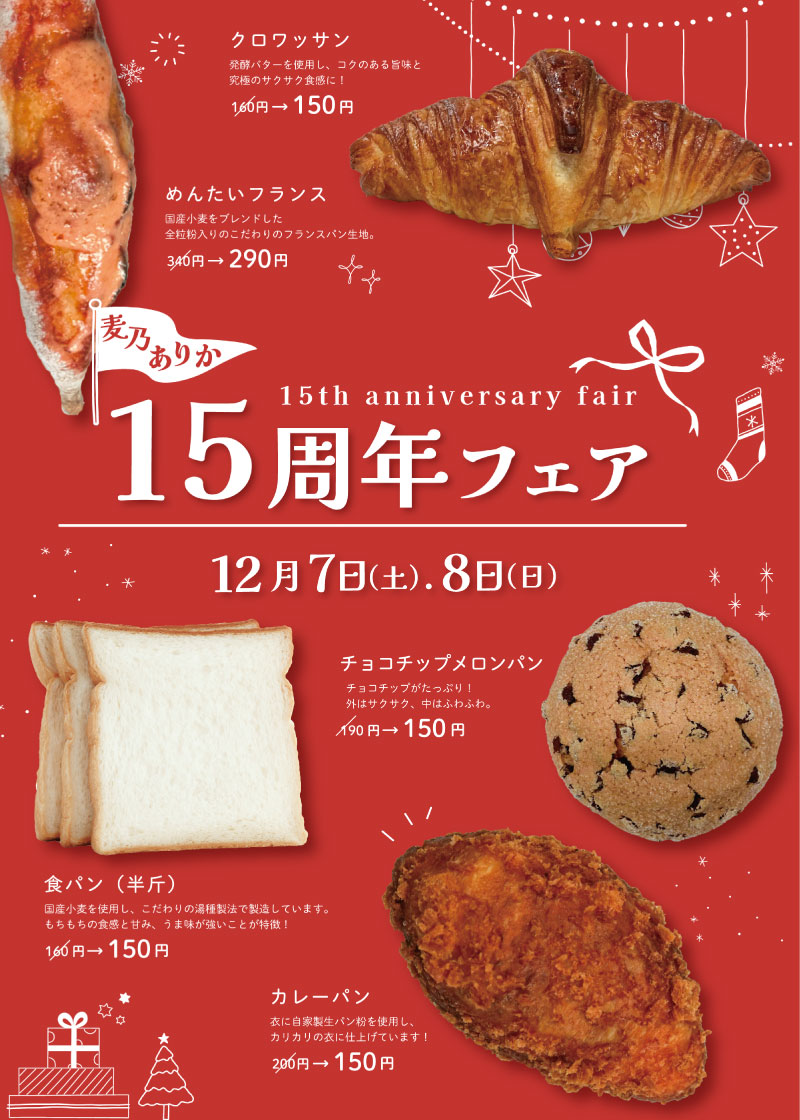 クロワッサン
発酵バターを使用し、コクのある旨味と
究極のサクサク食感に！
160円→150円
めんたいフランス
国産小麦をブレンドした
全粒粉入りのこだわりのフランスパン生地。
340円→290円
麦乃
ありか
15th anniversary fair
15周年フェア
12月7日(土).8日(日)
チョコチップメロンパン
チョコチップがたっぷり！
外はサクサク、中はふわふわ。
190円→150円
食パン（半斤）
国産小麦を使用し、こだわりの湯種製法で製造しています。
もちもちの食感と甘み、うま味が強いことが特徴！
160円→150円
カレーパン
衣に自家製生パン粉を使用し、
カリカリの衣に仕上げています！
200円→150円